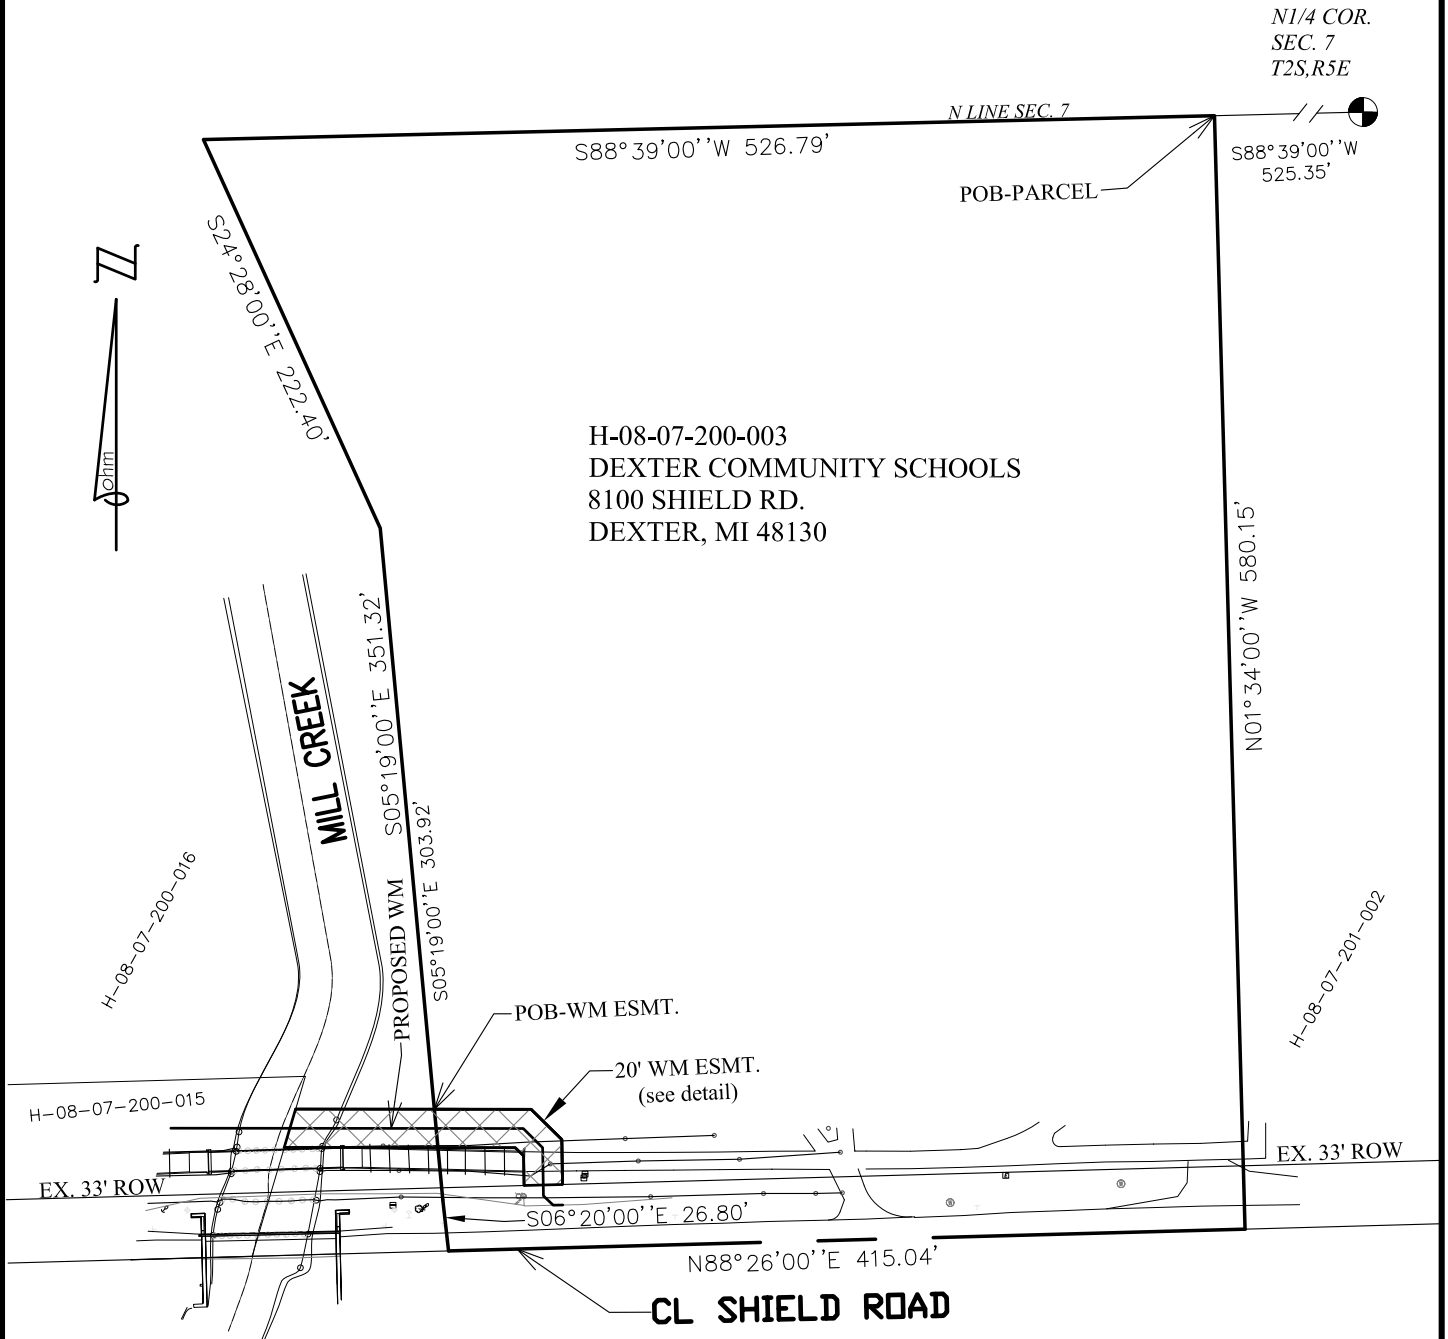 N1/4 COR.
SEC. 7
T2S,R5E
N LINE SEC. 7
S88°39'00''W 526.79'
S88°39'00''W
525.35'
POB-PARCEL
S24°28'00''E 222.40'
N
Ohm
H-08-07-200-003
DEXTER COMMUNITY SCHOOLS
8100 SHIELD RD.
DEXTER, MI 48130
N01°34'00''W 580.15'
S05°19'00''E 351.32'
MILL CREEK
S05°19'00''E 303.92'
PROPOSED WM
H-08-07-200-016
H-08-07-201-002
POB-WM ESMT.
20' WM ESMT.
(see detail)
H-08-07-200-015
EX. 33' ROW
EX. 33' ROW
S06°20'00''E 26.80'
N88°26'00''E 415.04'
CL SHIELD ROAD